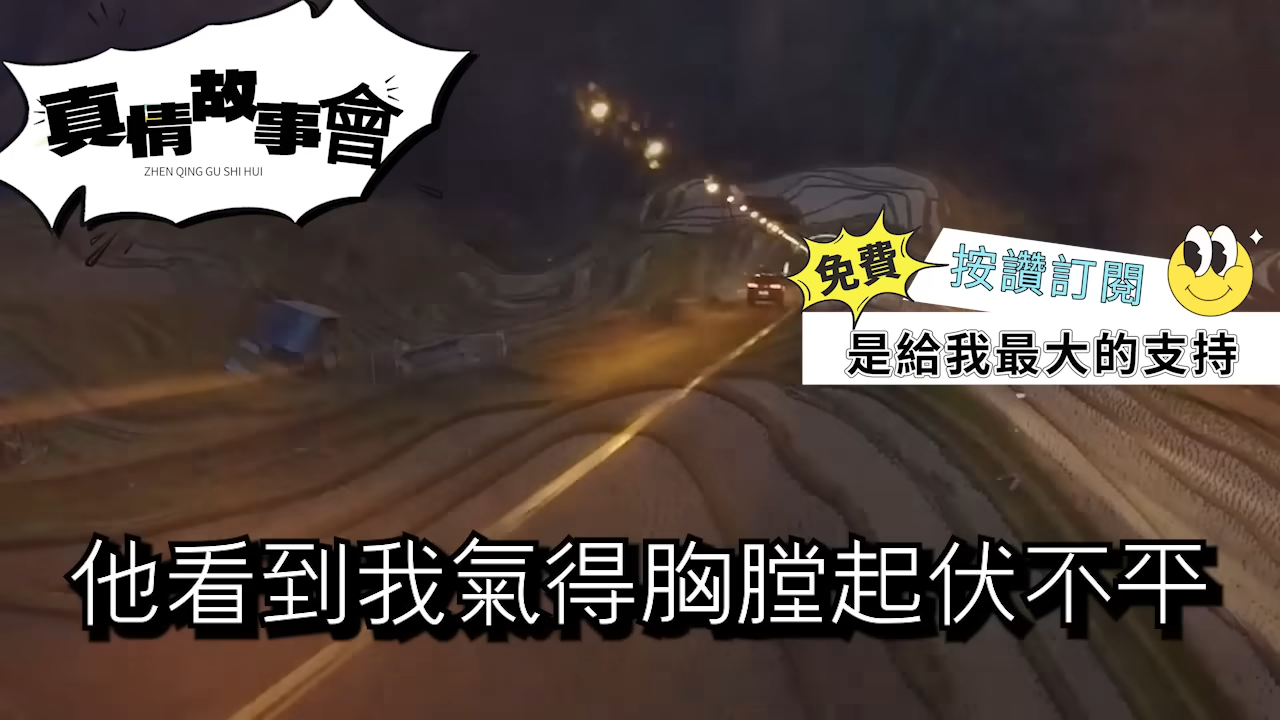 真情故事會
ZHEN QING GU SHI HUI
免費
按讚訂閱
是給我最大的支持
他看到我氣得胸膛起伏不平